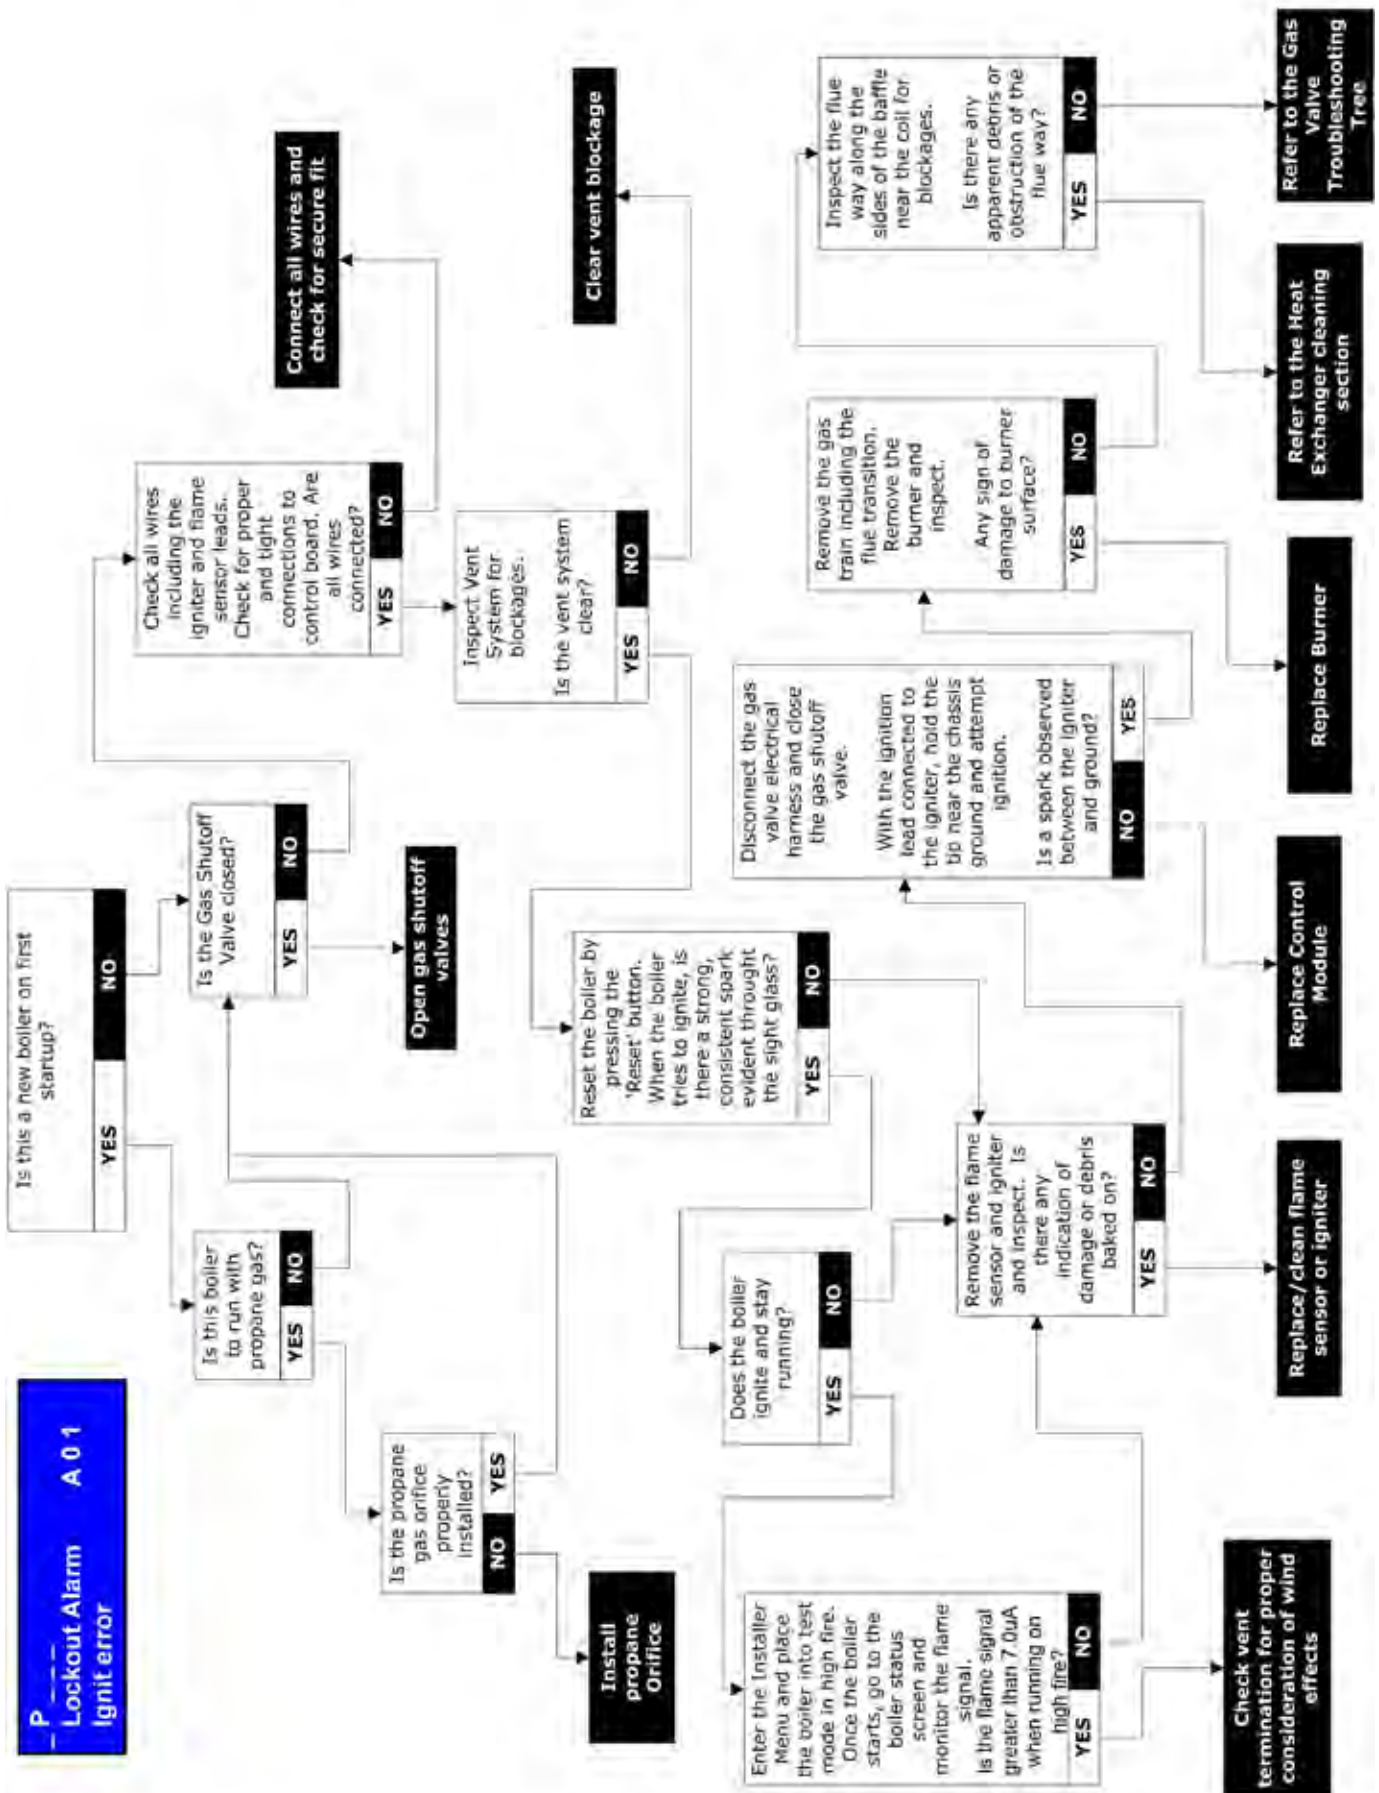 _P____
Lockout Alarm A 0 1
Ignit error
Is this a new boiler on first
startup?
YES NO
Is this boiler
to run with
propane gas?
YES NO
Is the Gas Shutoff
Valve closed?
YES NO
Check all wires
including the
igniter and flame
sensor leads.
Check for proper
and tight
connections to
control board. Are
all wires
connected?
YES NO
Connect all wires and
check for secure fit
Is the propane
gas orifice
properly
installed?
NO YES
Open gas shutoff
valves
Inspect Vent
System for
blockages.
Is the vent system
clear?
YES NO
Clear vent blockage
Install
propane
Orifice
Reset the boiler by
pressing the
'Reset' button.
When the boiler
tries to ignite, is
there a strong,
consistent spark
evident throught
the sight glass?
YES NO
Enter the Installer
Menu and place
the boiler into test
mode in high fire.
Once the boiler
starts, go to the
boiler status
screen and
monitor the flame
signal.
Is the flame signal
greater than 7.0uA
when running on
high fire?
YES NO
Does the boiler
ignite and stay
running?
YES NO
Remove the flame
sensor and igniter
and inspect. Is
there any
indication of
damage or debris
baked on?
YES NO
Disconnect the gas
valve electrical
harness and close
the gas shutoff
valve.
With the ignition
lead connected to
the igniter, hold the
tip near the chassis
ground and attempt
ignition.
Is a spark observed
between the igniter
and ground?
NO YES
Remove the gas
train including the
flue transition.
Remove the
burner and
inspect.
Any sign of
damage to burner
surface?
YES NO
Inspect the flue
way along the
sides of the baffle
near the coil for
blockages.
Is there any
apparent debris or
obstruction of the
flue way?
YES NO
Check vent
termination for proper
consideration of wind
effects
Replace/clean flame
sensor or igniter
Replace Control
Module
Replace Burner
Refer to the Heat
Exchanger cleaning
section
Refer to the Gas
Valve
Troubleshooting
Tree